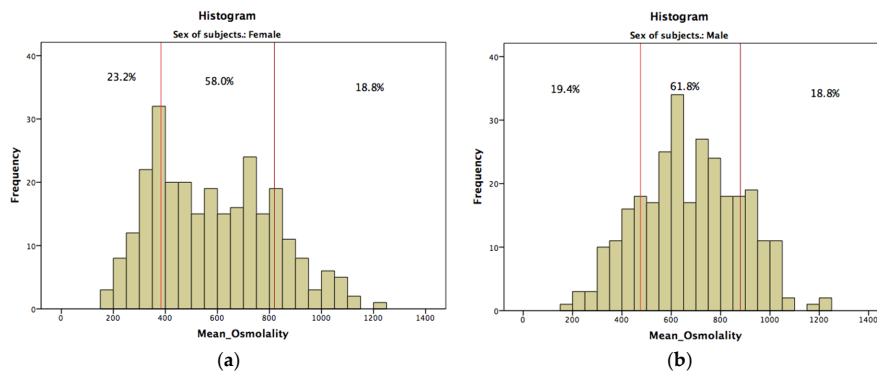 Histogram
Sex of subjects.: Female
23.2%
58.0%
18.8%
40
30
20
10
0
Frequency
0 200 400 600 800 1000 1200 1400
Mean_Osmolality
(a)
Histogram
Sex of subjects.: Male
19.4%
61.8%
18.8%
40
30
20
10
0
Frequency
0 200 400 600 800 1000 1200 1400
Mean_Osmolality
(b)